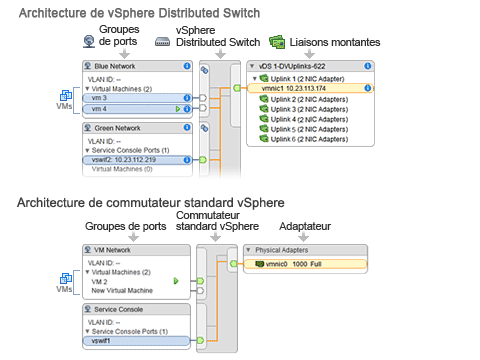 Architecture de vSphere Distributed Switch
Groupes de ports
vSphere Distributed Switch
Liaisons montantes
Blue Network
VLAN ID: --
Virtual Machines (2)
vm 3
vm 4
VMs
Green Network
VLAN ID: --
Service Console Ports (1)
vswif2: 10.23.112.219
Virtual Machines (0)
vDS 1-DVUplinks-622
Uplink 1 (2 NIC Adapter)
vmnic1 10.23.113.174
Uplink 2 (2 NIC Adapters)
Uplink 3 (2 NIC Adapters)
Uplink 4 (2 NIC Adapters)
Uplink 5 (2 NIC Adapters)
Uplink 6 (2 NIC Adapters)
Architecture de commutateur standard vSphere
Groupes de ports
Commutateur standard vSphere
Adaptateur
VM Network
VLAN ID: --
Virtual Machines (2)
VM 2
New Virtual Machine
VMs
Service Console
VLAN ID: --
Service Console Ports (1)
vswif1
Physical Adapters
vmnic0 1000 Full